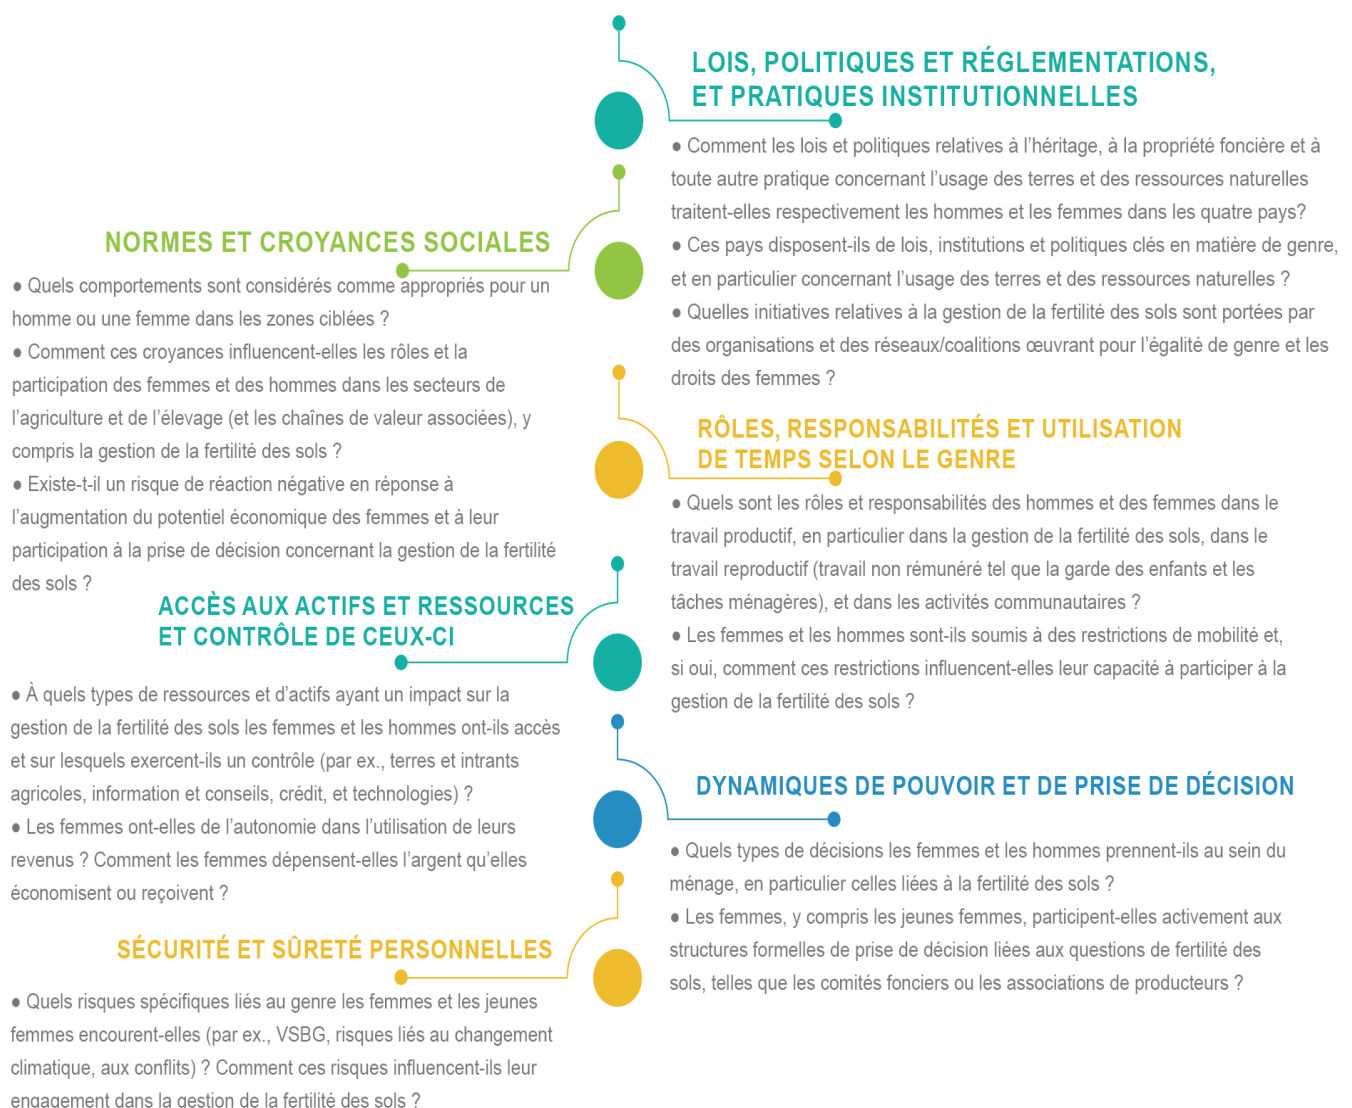 LOIS, POLITIQUES ET RÉGLEMENTATIONS,
ET PRATIQUES INSTITUTIONNELLES
● Comment les lois et politiques relatives à l’héritage, à la propriété foncière et à
toute autre pratique concernant l’usage des terres et des ressources naturelles
traitent-elles respectivement les hommes et les femmes dans les quatre pays?
● Ces pays disposent-ils de lois, institutions et politiques clés en matière de genre,
et en particulier concernant l’usage des terres et des ressources naturelles ?
● Quelles initiatives relatives à la gestion de la fertilité des sols sont portées par
des organisations et des réseaux/coalitions œuvrant pour l’égalité de genre et les
droits des femmes ?
NORMES ET CROYANCES SOCIALES
● Quels comportements sont considérés comme appropriés pour un
homme ou une femme dans les zones ciblées ?
● Comment ces croyances influencent-elles les rôles et la
participation des femmes et des hommes dans les secteurs de
l’agriculture et de l’élevage (et les chaînes de valeur associées), y
compris la gestion de la fertilité des sols ?
● Existe-t-il un risque de réaction négative en réponse à
l’augmentation du potentiel économique des femmes et à leur
participation à la prise de décision concernant la gestion de la fertilité
des sols ?
RÔLES, RESPONSABILITÉS ET UTILISATION
DE TEMPS SELON LE GENRE
● Quels sont les rôles et responsabilités des hommes et des femmes dans le
travail productif, en particulier dans la gestion de la fertilité des sols, dans le
travail reproductif (travail non rémunéré tel que la garde des enfants et les
tâches ménagères), et dans les activités communautaires ?
● Les femmes et les hommes sont-ils soumis à des restrictions de mobilité et,
si oui, comment ces restrictions influencent-elles leur capacité à participer à la
gestion de la fertilité des sols ?
ACCÈS AUX ACTIFS ET RESSOURCES
ET CONTRÔLE DE CEUX-CI
● À quels types de ressources et d’actifs ayant un impact sur la
gestion de la fertilité des sols les femmes et les hommes ont-ils accès
et sur lesquels exercent-ils un contrôle (par ex., terres et intrants
agricoles, information et conseils, crédit, et technologies) ?
● Les femmes ont-elles de l’autonomie dans l’utilisation de leurs
revenus ? Comment les femmes dépensent-elles l’argent qu’elles
économisent ou reçoivent ?
DYNAMIQUES DE POUVOIR ET DE PRISE DE DÉCISION
● Quels types de décisions les femmes et les hommes prennent-ils au sein du
ménage, en particulier celles liées à la fertilité des sols ?
● Les femmes, y compris les jeunes femmes, participent-elles activement aux
structures formelles de prise de décision liées aux questions de fertilité des
sols, telles que les comités fonciers ou les associations de producteurs ?
SÉCURITÉ ET SÛRETÉ PERSONNELLES
● Quels risques spécifiques liés au genre les femmes et les jeunes
femmes encourent-elles (par ex., VSBG, risques liés au changement
climatique, aux conflits) ? Comment ces risques influencent-ils leur
engagement dans la gestion de la fertilité des sols ?